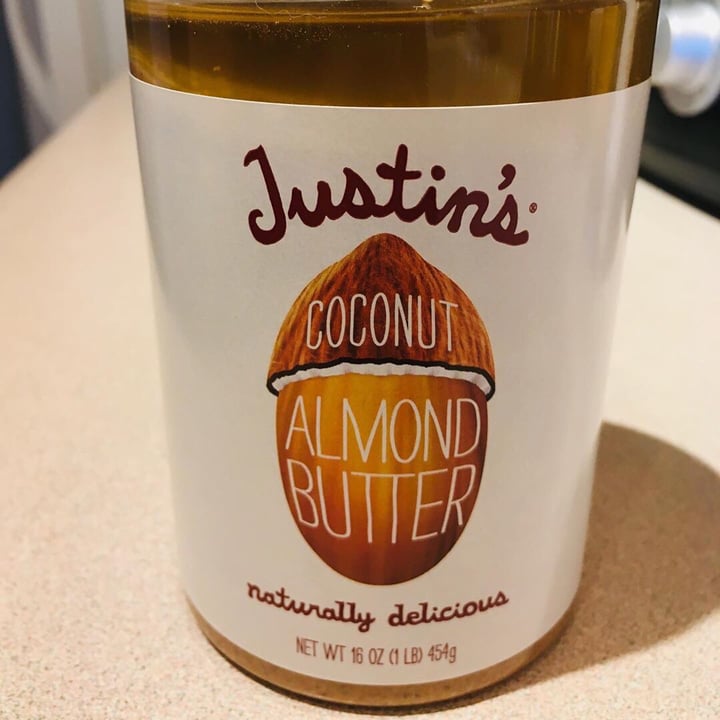 Justin's®
COCONUT
ALMOND
BUTTER
naturally delicious
NET WT 16 OZ (1 LB) 454g